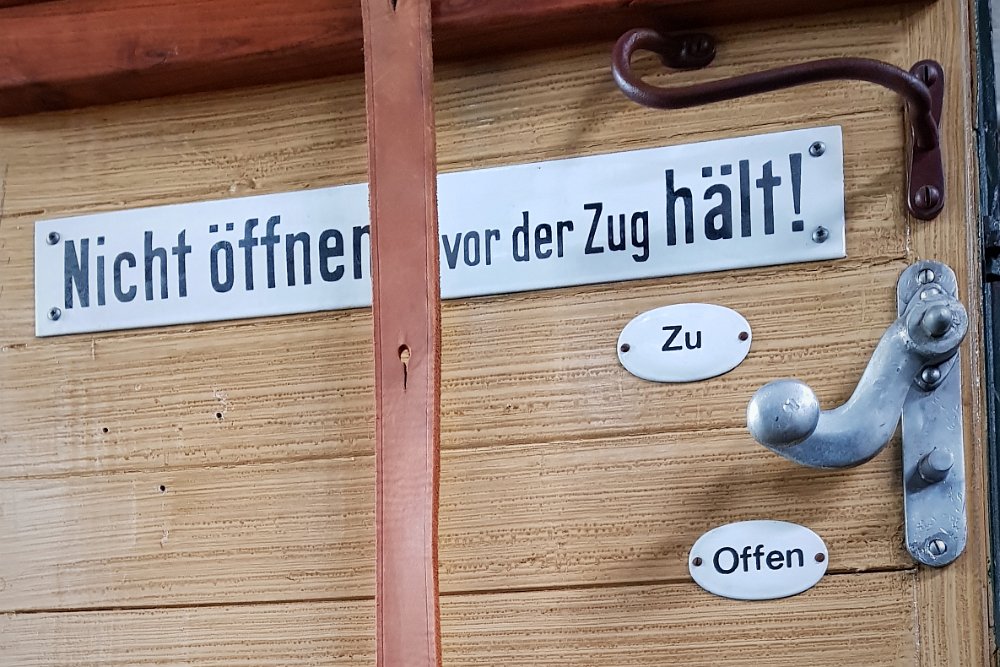 Nicht öffnen vor der Zug hält!
Zu
Offen